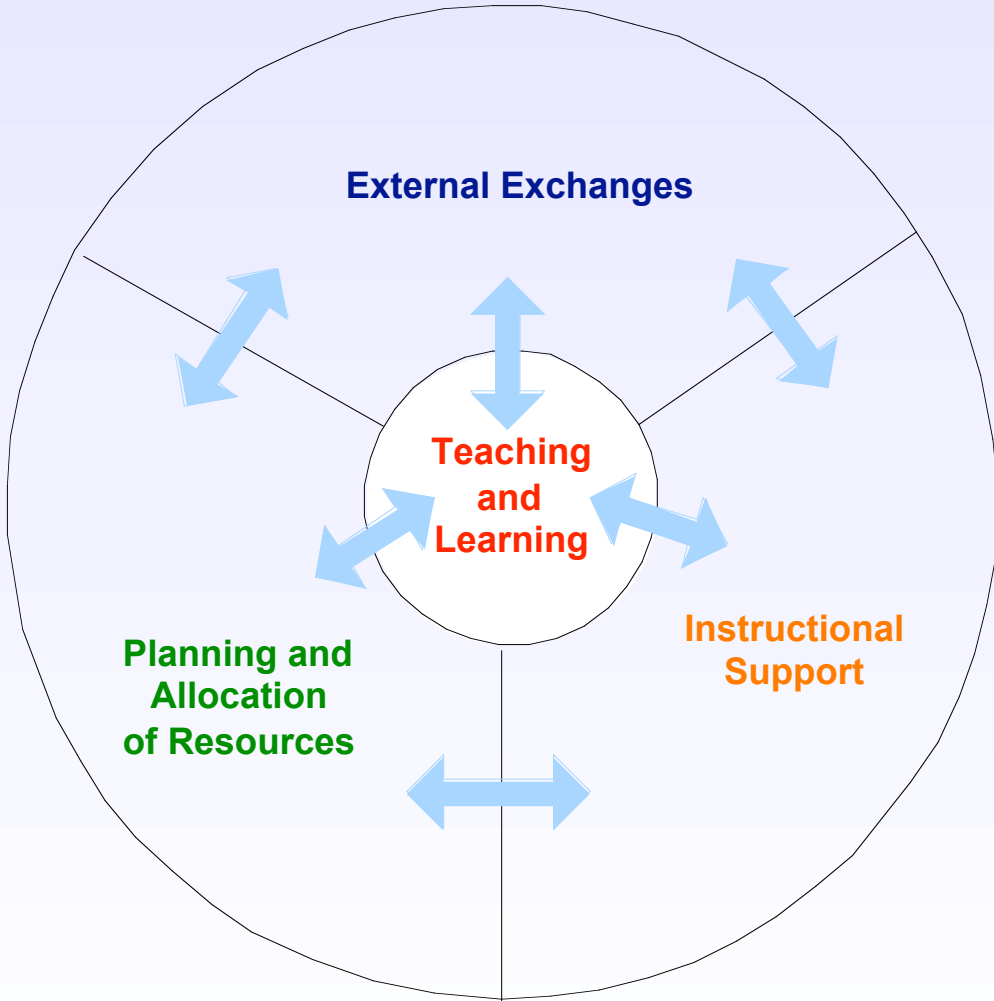 External Exchanges
Teaching
and
Learning
Planning and
Allocation
of Resources
Instructional
Support